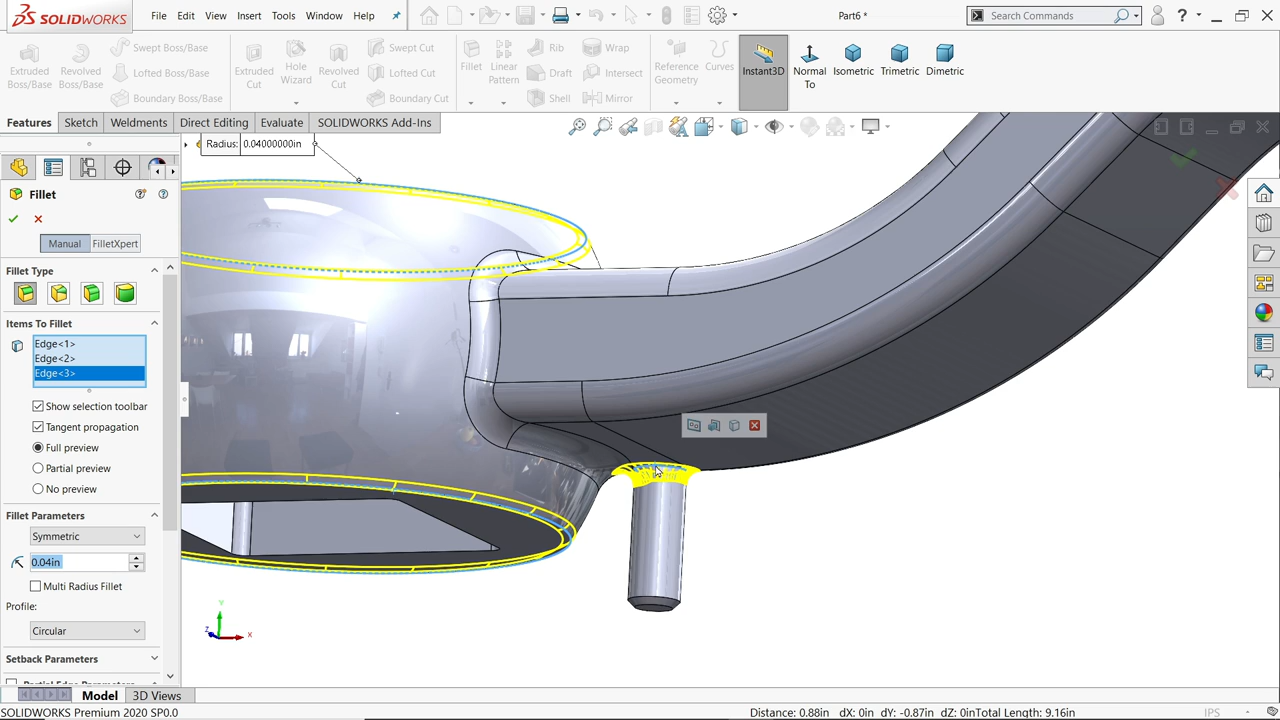 SOLIDWORKS
File Edit View Insert Tools Window Help
Part6 *
Search Commands
Extruded Boss/Base
Revolved Boss/Base
Swept Boss/Base
Lofted Boss/Base
Boundary Boss/Base
Extruded Cut
Hole Wizard
Revolved Cut
Swept Cut
Lofted Cut
Boundary Cut
Fillet
Linear Pattern
Rib
Draft
Shell
Wrap
Intersect
Mirror
Reference Geometry
Curves
Instant3D
Normal To
Isometric
Trimetric
Dimetric
Features Sketch Weldments Direct Editing Evaluate SOLIDWORKS Add-Ins
Radius: 0.04000000in
Fillet
Manual FilletXpert
Fillet Type
Items To Fillet
Edge<1>
Edge<2>
Edge<3>
Show selection toolbar
Tangent propagation
Full preview
Partial preview
No preview
Fillet Parameters
Symmetric
0.04in
Multi Radius Fillet
Profile:
Circular
Setback Parameters
Partial Edge Parameters
Y
Z
X
Model 3D Views
SOLIDWORKS Premium 2020 SP0.0
Distance: 0.88in dX: 0in dY: -0.87in dZ: 0inTotal Length: 9.16in
IPS